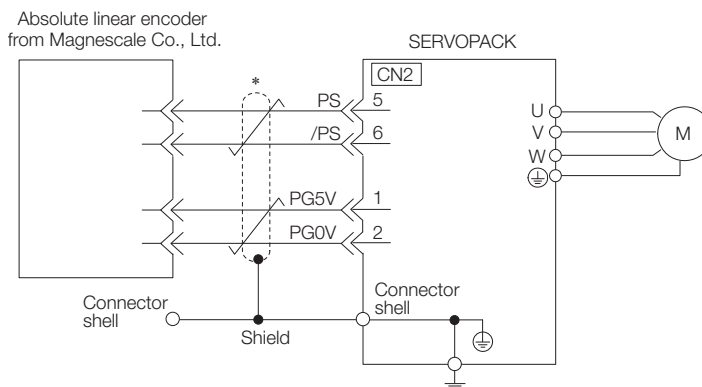 Absolute linear encoder
from Magnescale Co., Ltd.
SERVOPACK
CN2
*
PS 5
/PS 6
PG5V 1
PG0V 2
U
V
W
M
Connector
shell
Shield
Connector
shell